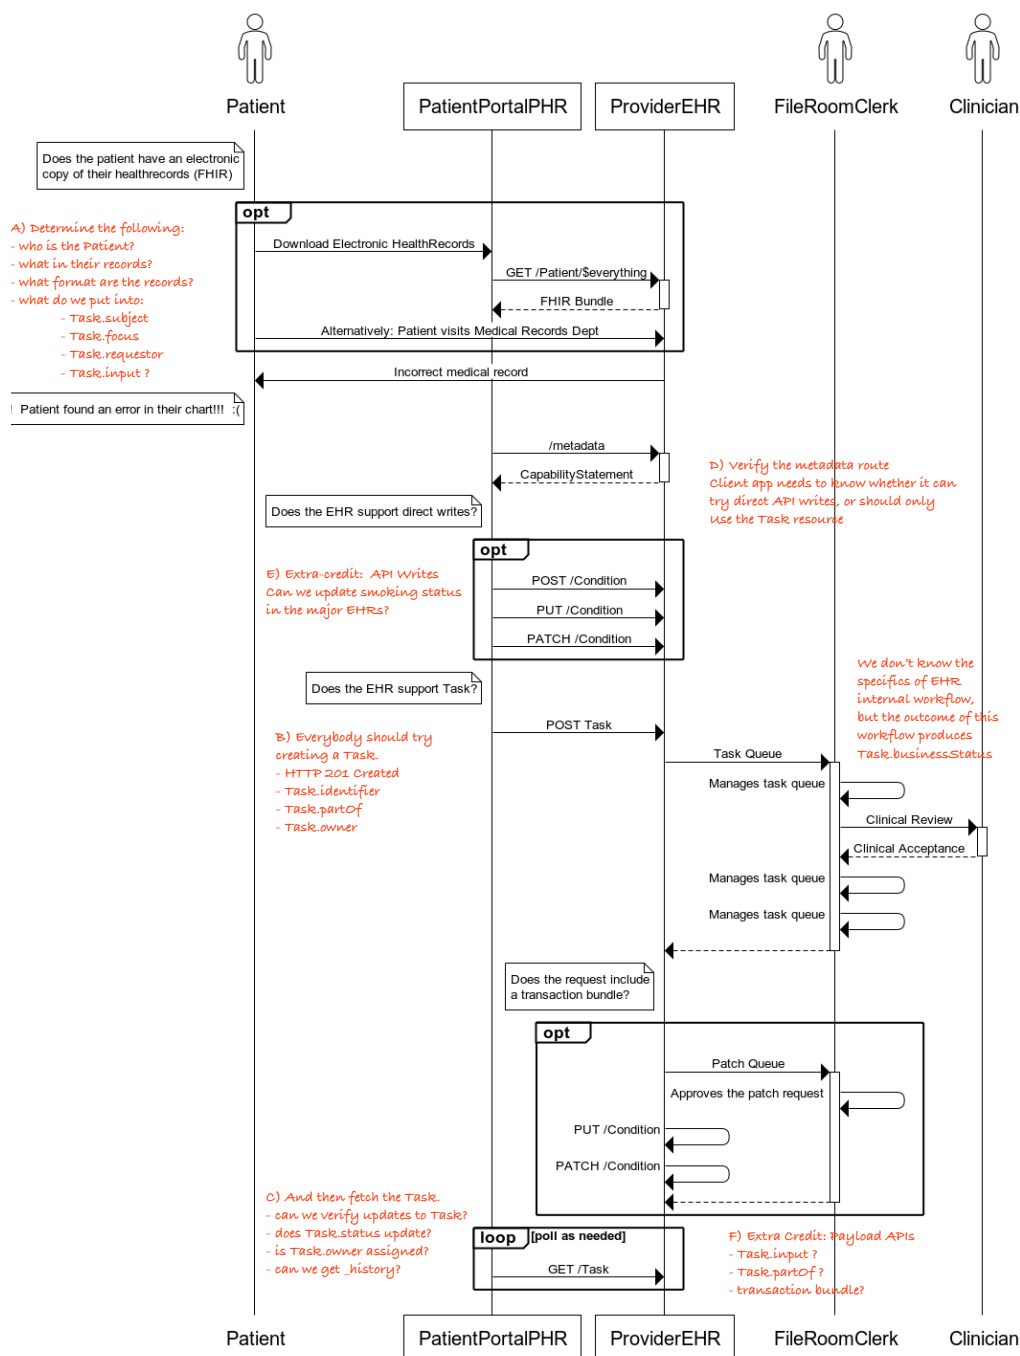 Patient
PatientPortalPHR
ProviderEHR
FileRoomClerk
Clinician
Does the patient have an electronic
copy of their healthrecords (FHIR)
opt
A) Determine the following:
- who is the Patient?
- what in their records?
- what format are the records?
- what do we put into:
- Task.subject
- Task.focus
- Task.requestor
- Task.input ?
Download Electronic HealthRecords
GET /Patient/$everything
FHIR Bundle
Alternatively: Patient visits Medical Records Dept
Incorrect medical record
! Patient found an error in their chart!!! :(
/metadata
CapabilityStatement
D) Verify the metadata route
Client app needs to know whether it can
try direct API writes, or should only
Use the Task resource
Does the EHR support direct writes?
opt
E) Extra-credit: API Writes
Can we update smoking status
in the major EHRs?
POST /Condition
PUT /Condition
PATCH /Condition
Does the EHR support Task?
We don't know the
specifics of EHR
internal workflow,
but the outcome of this
workflow produces
Task.businessStatus
POST Task
B) Everybody should try
creating a Task.
- HTTP 201 Created
- Task.identifier
- Task.partOf
- Task.owner
Task Queue
Manages task queue
Clinical Review
Clinical Acceptance
Manages task queue
Manages task queue
Does the request include
a transaction bundle?
opt
Patch Queue
Approves the patch request
PUT /Condition
PATCH /Condition
C) And then fetch the Task.
- can we verify updates to Task?
- does Task.status update?
- is Task.owner assigned?
- can we get _history?
loop [poll as needed]
GET /Task
F) Extra Credit: Payload APIs
- Task.input ?
- Task.partOf ?
- transaction bundle?
Patient
PatientPortalPHR
ProviderEHR
FileRoomClerk
Clinician